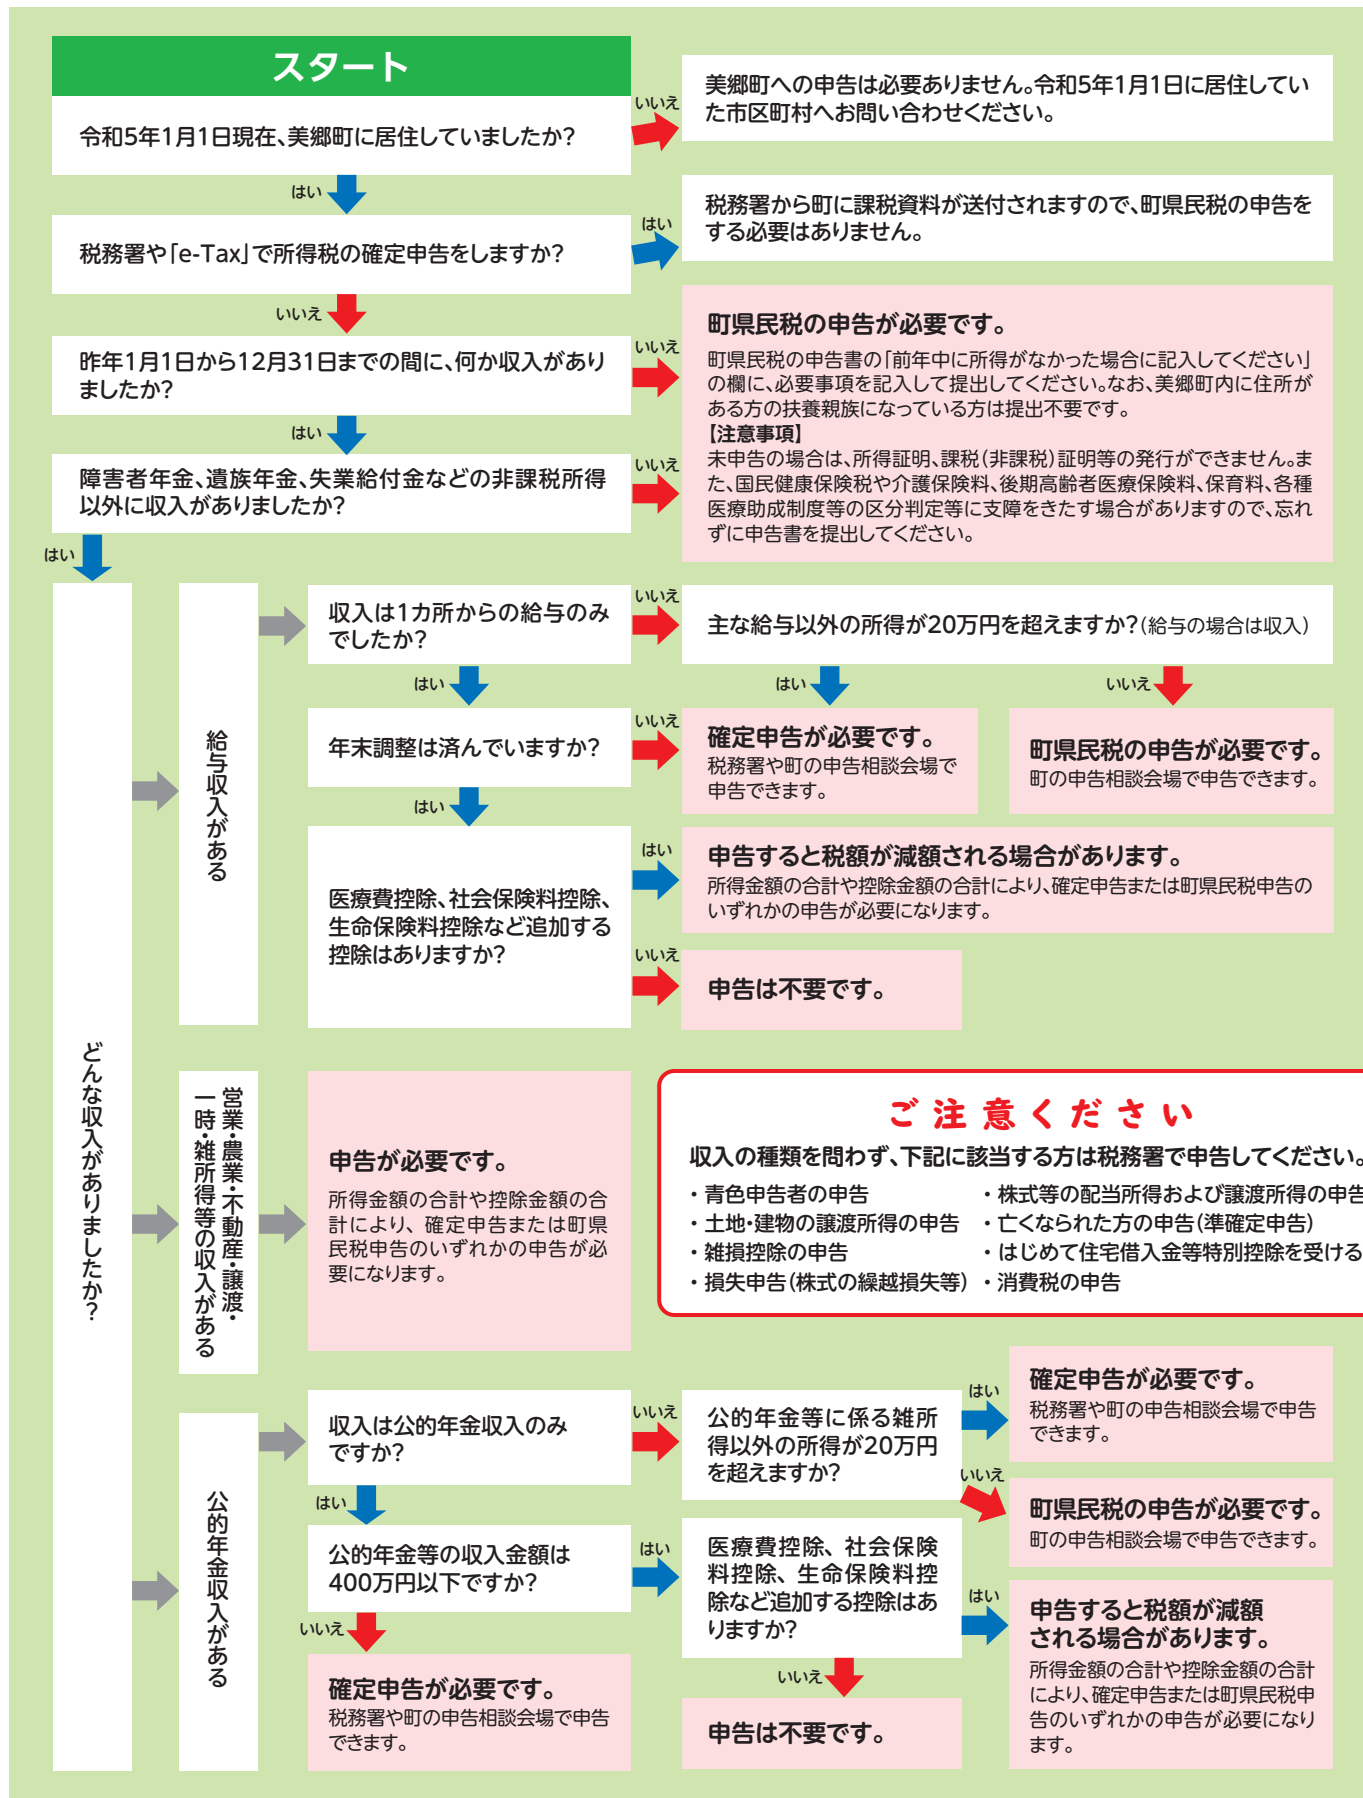 スタート
令和5年1月1日現在、美郷町に居住していましたか?
いいえ
美郷町への申告は必要ありません。令和5年1月1日に居住してい
た市区町村へお問い合わせください。
はい
税務署や「e-Tax」で所得税の確定申告をしますか?
はい
税務署から町に課税資料が送付されますので、町県民税の申告を
する必要はありません。
いいえ
昨年1月1日から12月31日までの間に、何か収入があり
ましたか?
いいえ
町県民税の申告が必要です。
町県民税の申告書の「前年中に所得がなかった場合に記入してください」
の欄に、必要事項を記入して提出してください。なお、美郷町内に住所が
ある方の扶養親族になっている方は提出不要です。
【注意事項】
未申告の場合は、所得証明、課税(非課税)証明等の発行ができません。ま
た、国民健康保険税や介護保険料、後期高齢者医療保険料、保育料、各種
医療助成制度等の区分判定等に支障をきたす場合がありますので、忘れ
ずに申告書を提出してください。
はい
障害者年金、遺族年金、失業給付金などの非課税所得
以外に収入がありましたか?
いいえ
はい
どんな収入がありましたか?
給与収入がある
収入は1カ所からの給与のみ
でしたか?
いいえ
主な給与以外の所得が20万円を超えますか?(給与の場合は収入)
はい
はい
いいえ
年末調整は済んでいますか?
いいえ
確定申告が必要です。
税務署や町の申告相談会場で
申告できます。
町県民税の申告が必要です。
町の申告相談会場で申告できます。
はい
医療費控除、社会保険料控除、
生命保険料控除など追加する
控除はありますか?
はい
申告すると税額が減額される場合があります。
所得金額の合計や控除金額の合計により、確定申告または町県民税申告の
いずれかの申告が必要になります。
いいえ
申告は不要です。
営業・農業・不動産・譲渡・
一時・雑所得等の収入がある
申告が必要です。
所得金額の合計や控除金額の合
計により、確定申告または町県
民税申告のいずれかの申告が必
要になります。
ご注意ください
収入の種類を問わず、下記に該当する方は税務署で申告してください。
・青色申告者の申告
・株式等の配当所得および譲渡所得の申告
・土地・建物の譲渡所得の申告
・亡くなられた方の申告(準確定申告)
・雑損控除の申告
・はじめて住宅借入金等特別控除を受ける
・損失申告(株式の繰越損失等)
・消費税の申告
公的年金収入がある
収入は公的年金収入のみ
ですか?
いいえ
公的年金等に係る雑所
得以外の所得が20万円
を超えますか?
はい
確定申告が必要です。
税務署や町の申告相談会場で申告
できます。
いいえ
町県民税の申告が必要です。
町の申告相談会場で申告できます。
はい
公的年金等の収入金額は
400万円以下ですか?
はい
医療費控除、社会保険
料控除、生命保険料控
除など追加する控除はあ
りますか?
はい
申告すると税額が減額
される場合があります。
所得金額の合計や控除金額の合計
により、確定申告または町県民税申
告のいずれかの申告が必要になり
ます。
いいえ
確定申告が必要です。
税務署や町の申告相談会場で申告
できます。
いいえ
申告は不要です。